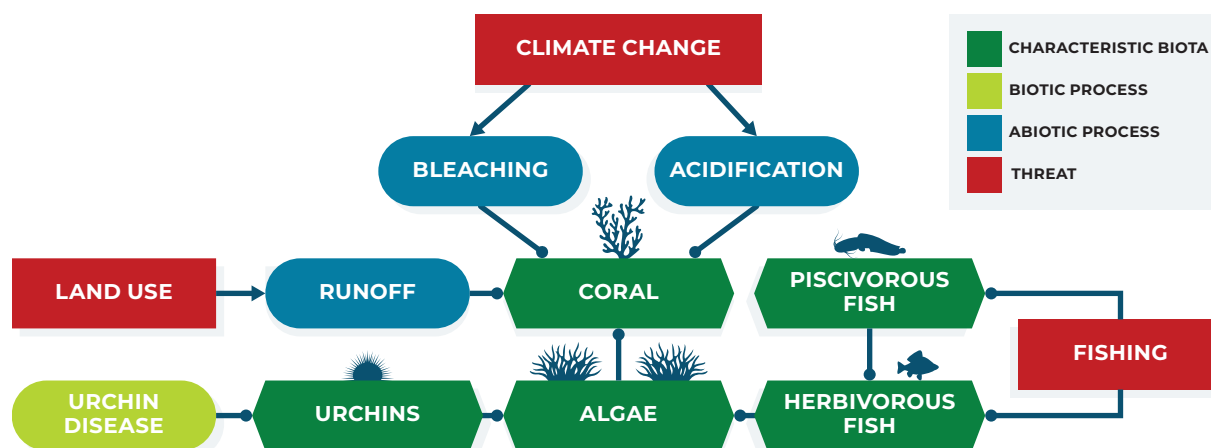 CLIMATE CHANGE
CHARACTERISTIC BIOTA
BIOTIC PROCESS
ABIOTIC PROCESS
THREAT
BLEACHING
ACIDIFICATION
LAND USE
RUNOFF
CORAL
PISCIVOROUS
FISH
FISHING
URCHIN
DISEASE
URCHINS
ALGAE
HERBIVOROUS
FISH